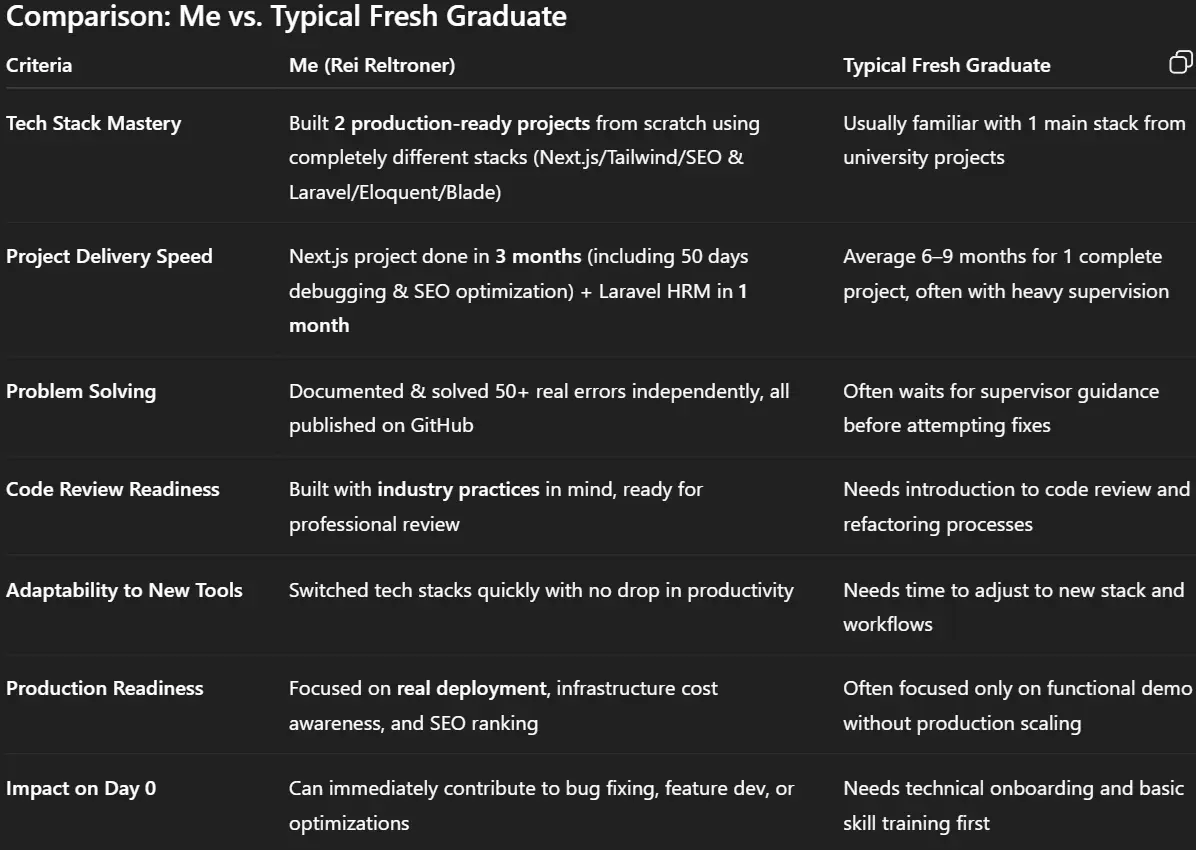 Comparison: Me vs. Typical Fresh Graduate
Criteria
Me (Rei Reltroner)
Typical Fresh Graduate
Tech Stack Mastery
Built 2 production-ready projects from scratch using
completely different stacks (Next.js/Tailwind/SEO &
Laravel/Eloquent/Blade)
Usually familiar with 1 main stack from
university projects
Project Delivery Speed
Next.js project done in 3 months (including 50 days
debugging & SEO optimization) + Laravel HRM in 1
month
Average 6–9 months for 1 complete
project, often with heavy supervision
Problem Solving
Documented & solved 50+ real errors independently, all
published on GitHub
Often waits for supervisor guidance
before attempting fixes
Code Review Readiness
Built with industry practices in mind, ready for
professional review
Needs introduction to code review and
refactoring processes
Adaptability to New Tools
Switched tech stacks quickly with no drop in productivity
Needs time to adjust to new stack and
workflows
Production Readiness
Focused on real deployment, infrastructure cost
awareness, and SEO ranking
Often focused only on functional demo
without production scaling
Impact on Day 0
Can immediately contribute to bug fixing, feature dev, or
optimizations
Needs technical onboarding and basic
skill training first